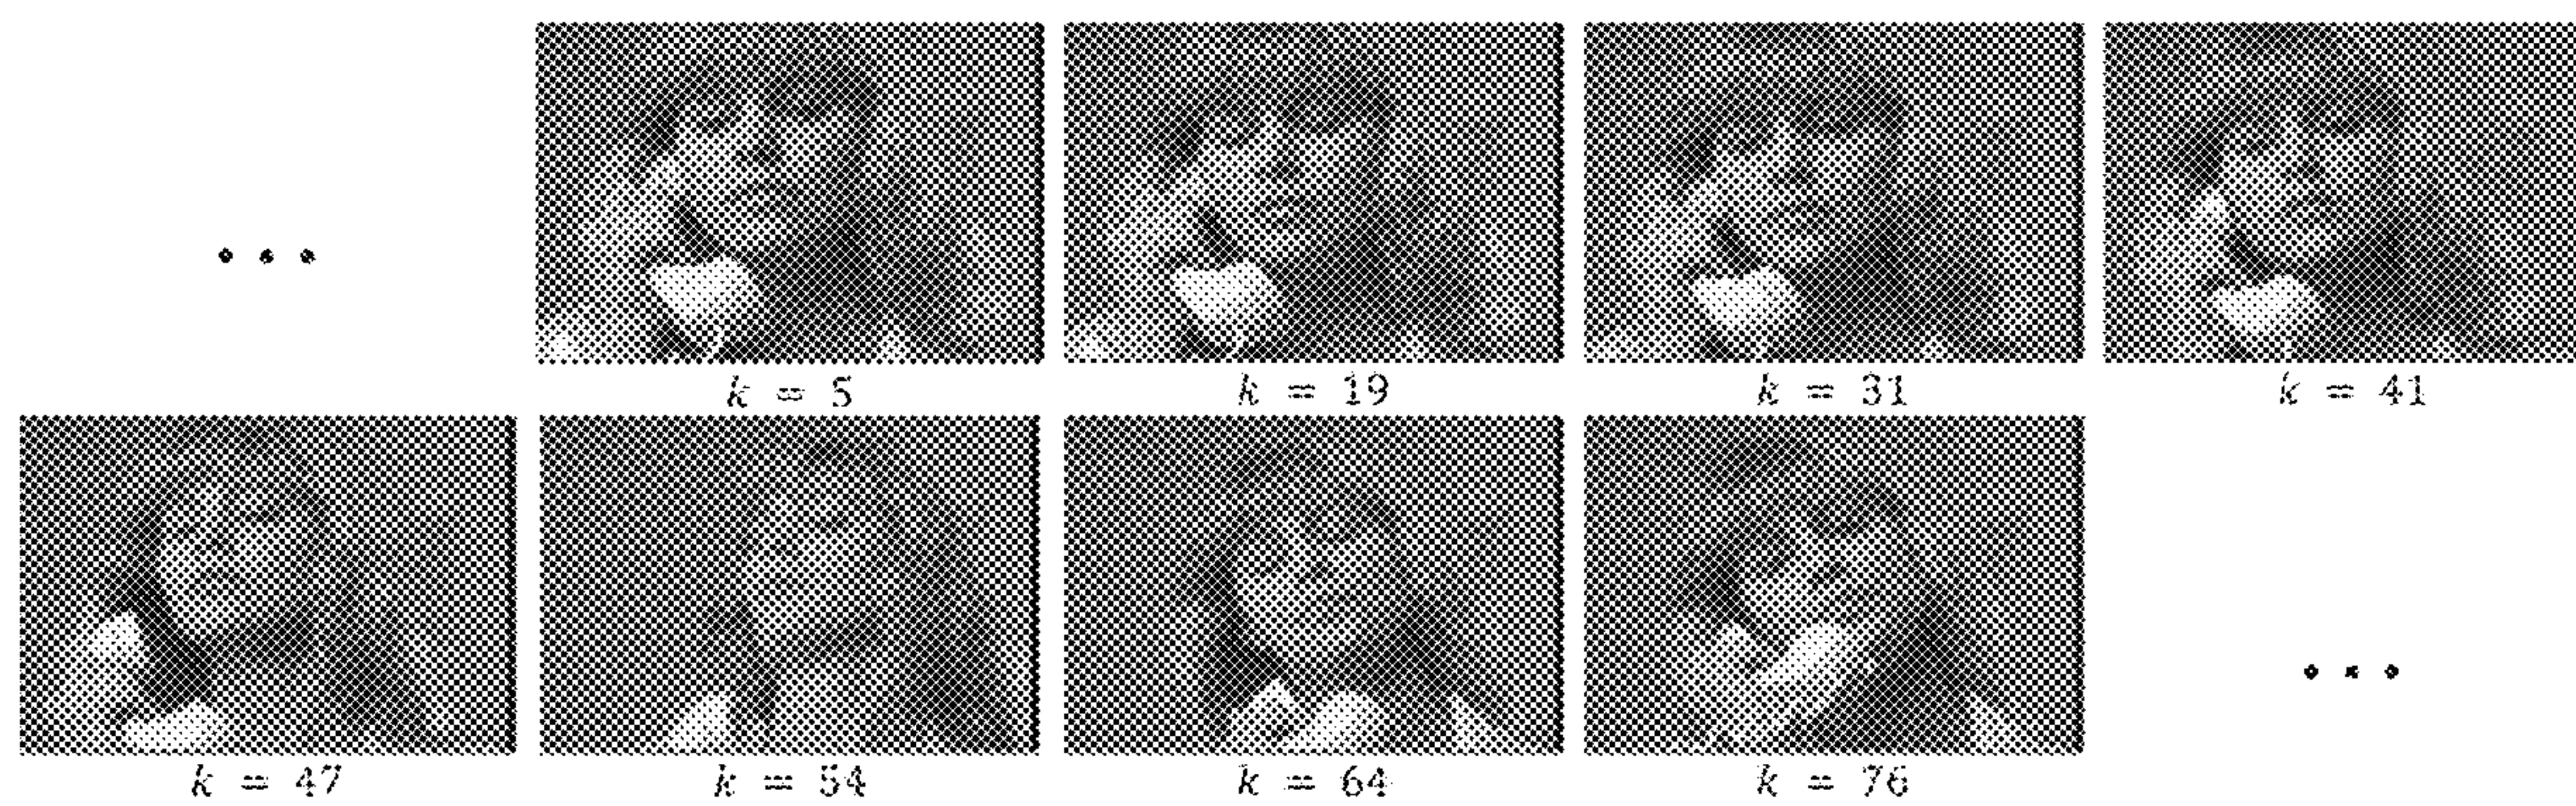 • • •
k = 5 k = 19 k = 31 k = 41
k = 47 k = 54 k = 64 k = 76
• • •